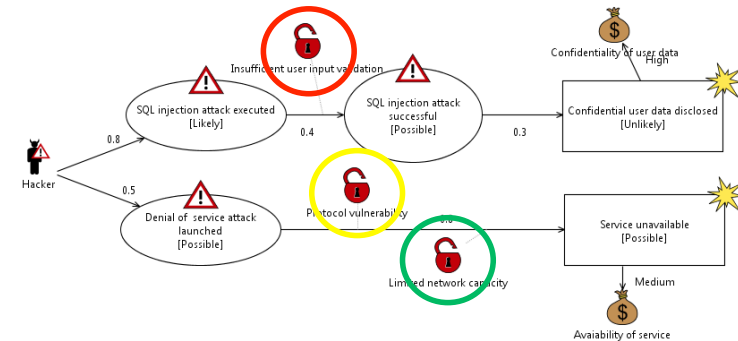 Insufficient user input validation
Confidentiality of user data
High
SQL injection attack executed
[Likely]
SQL injection attack
successful
[Possible]
Confidential user data disclosed
[Unlikely]
0.8
0.4
0.3
Hacker
0.5
Denial of service attack
launched
[Possible]
Protocol vulnerability
Service unavailable
[Possible]
Limited network capacity
Medium
Avaiability of service